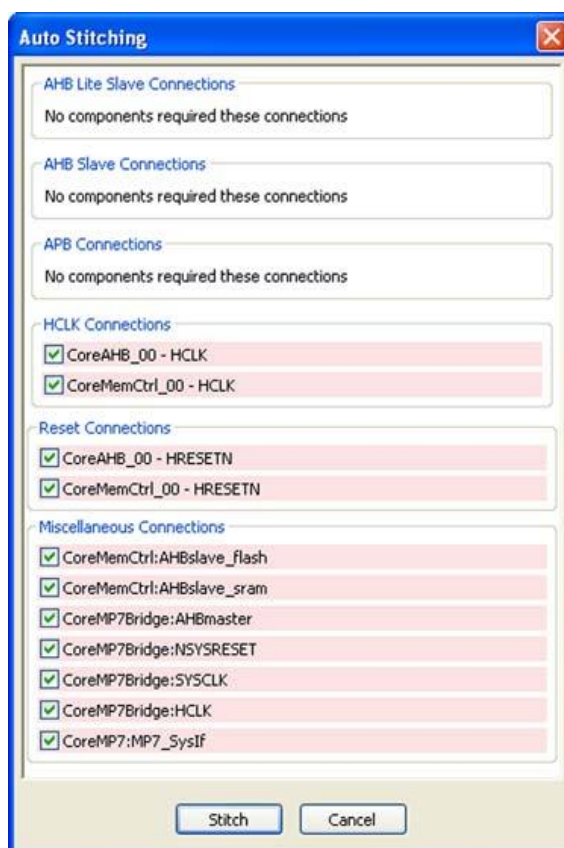 Auto Stitching
AHB Lite Slave Connections
No components required these connections
AHB Slave Connections
No components required these connections
APB Connections
No components required these connections
HCLK Connections
CoreAHB_00 - HCLK
CoreMemCtrl_00 - HCLK
Reset Connections
CoreAHB_00 - HRESETN
CoreMemCtrl_00 - HRESETN
Miscellaneous Connections
CoreMemCtrl:AHBslave_flash
CoreMemCtrl:AHBslave_sram
CoreMP7Bridge:AHBmaster
CoreMP7Bridge:NSYSRESET
CoreMP7Bridge:SYSCLK
CoreMP7Bridge:HCLK
CoreMP7:MP7_SysIf
Stitch Cancel